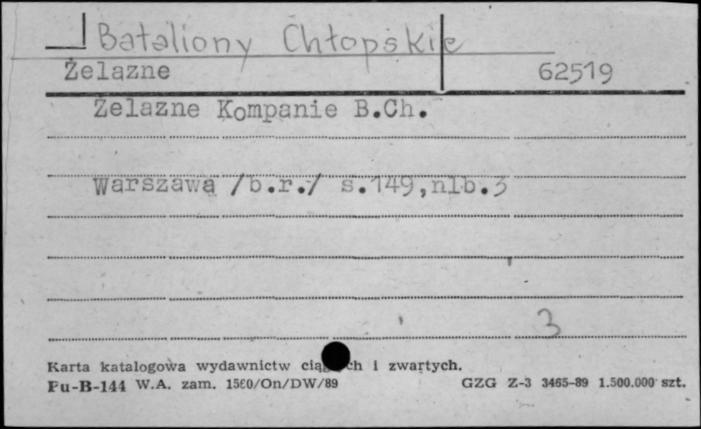 Bataliony Chłopskie
Żelazne 62519
Żelazne Kompanie B.Ch.
Warszawa /b.r./ s.149,nlb.3
3
Karta katalogowa wydawnictw ciągłych i zwartych.
Pu-B-144 W.A. zam. 1560/On/DW/89 GZG Z-3 3465-89 1.500.000 szt.